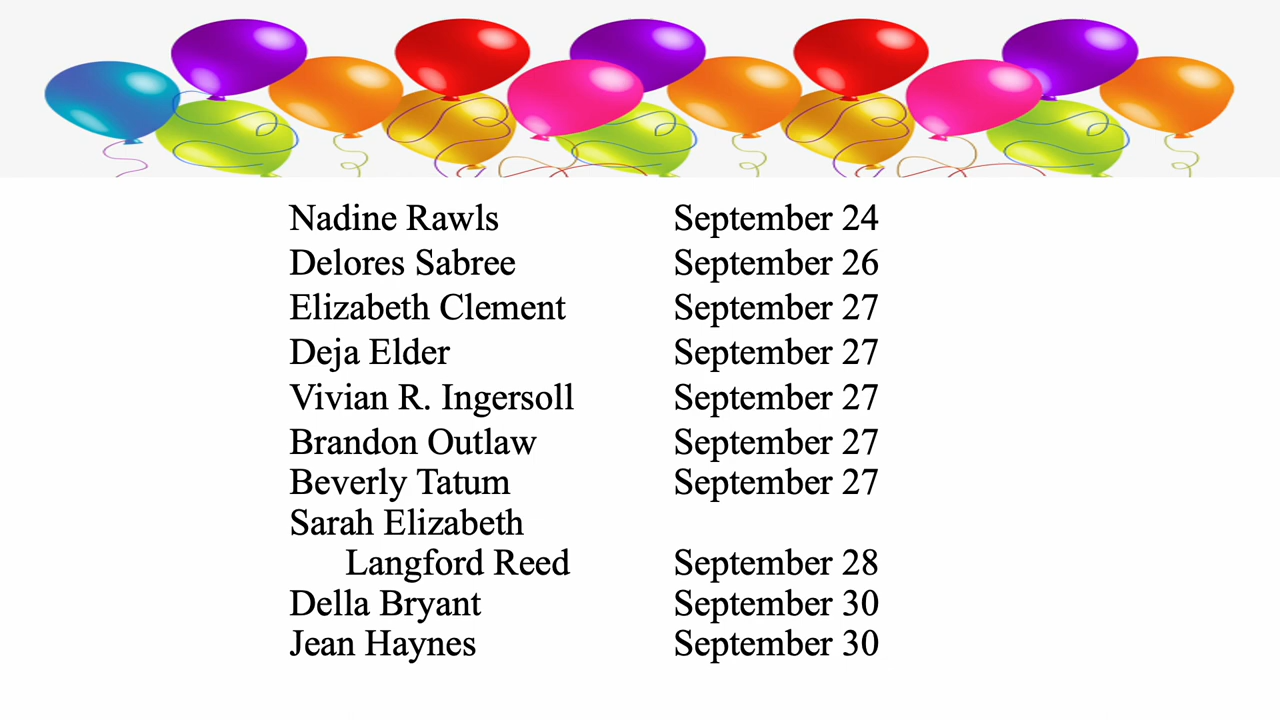 Nadine Rawls September 24
Delores Sabree September 26
Elizabeth Clement September 27
Deja Elder September 27
Vivian R. Ingersoll September 27
Brandon Outlaw September 27
Beverly Tatum September 27
Sarah Elizabeth
Langford Reed September 28
Della Bryant September 30
Jean Haynes September 30